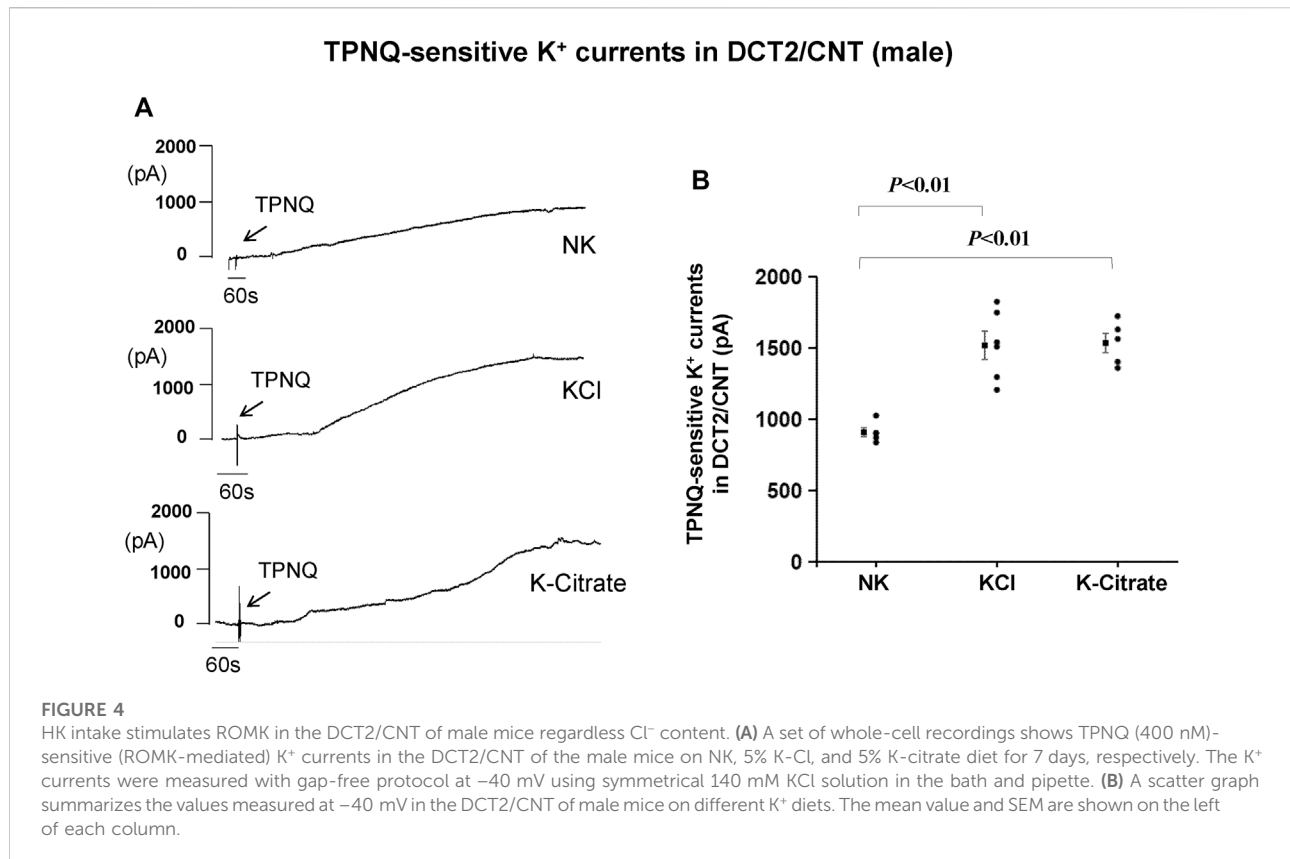 TPNQ-sensitive K⁺ currents in DCT2/CNT (male)
A
2000
(pA)
1000
0
TPNQ
NK
60s
2000
1000
0
TPNQ
KCl
60s
2000
(pA)
1000
0
TPNQ
K-Citrate
60s
B
P<0.01
P<0.01
TPNQ-sensitive K⁺ currents
in DCT2/CNT (pA)
2000
1500
1000
500
0
NK
KCl
K-Citrate
FIGURE 4
HK intake stimulates ROMK in the DCT2/CNT of male mice regardless Cl⁻ content. (A) A set of whole-cell recordings shows TPNQ (400 nM)-
sensitive (ROMK-mediated) K⁺ currents in the DCT2/CNT of the male mice on NK, 5% K-Cl, and 5% K-citrate diet for 7 days, respectively. The K⁺
currents were measured with gap-free protocol at −40 mV using symmetrical 140 mM KCl solution in the bath and pipette. (B) A scatter graph
summarizes the values measured at −40 mV in the DCT2/CNT of male mice on different K⁺ diets. The mean value and SEM are shown on the left
of each column.